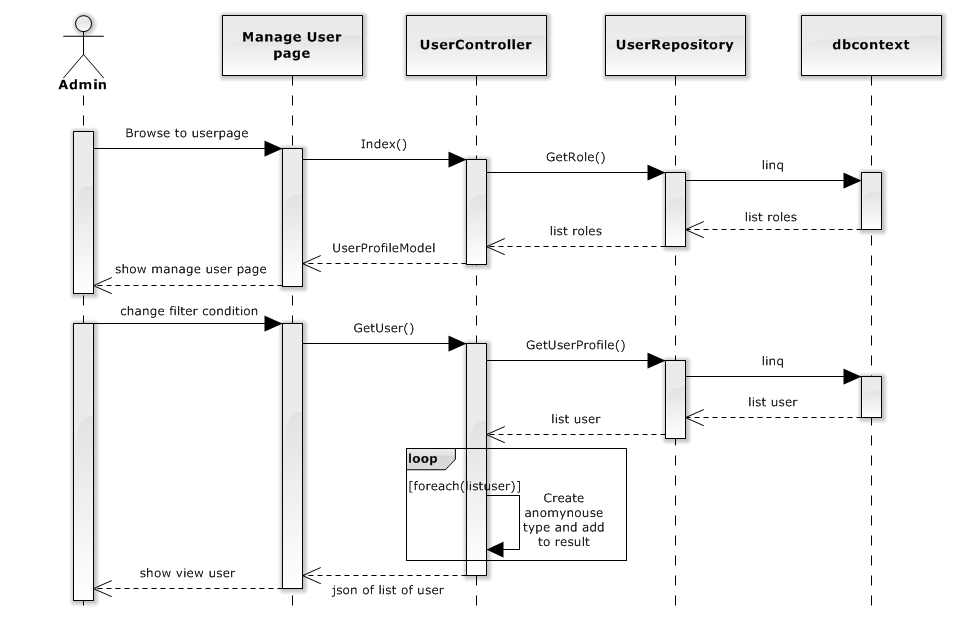 Manage User
page
UserController
UserRepository
dbcontext
Admin
Browse to userpage
Index()
GetRole()
linq
list roles
list roles
UserProfileModel
show manage user page
change filter condition
GetUser()
GetUserProfile()
linq
list user
list user
loop
[foreach(listuser)]
Create
anomynouse
type and add
to result
show view user
json of list of user